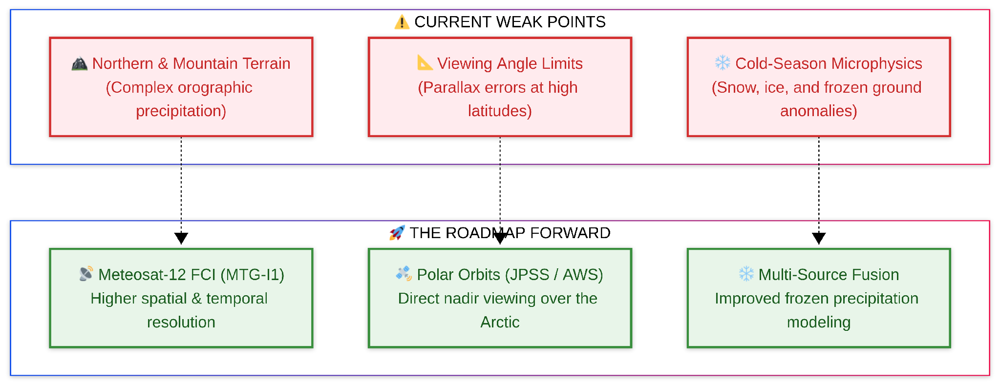 ⚠️ CURRENT WEAK POINTS
Northern & Mountain Terrain
(Complex orographic
precipitation)
Viewing Angle Limits
(Parallax errors at high
latitudes)
Cold-Season Microphysics
(Snow, ice, and frozen ground
anomalies)
🚀 THE ROADMAP FORWARD
Meteosat-12 FCI (MTG-I1)
Higher spatial & temporal
resolution
Polar Orbits (JPSS / AWS)
Direct nadir viewing over the
Arctic
Multi-Source Fusion
Improved frozen precipitation
modeling